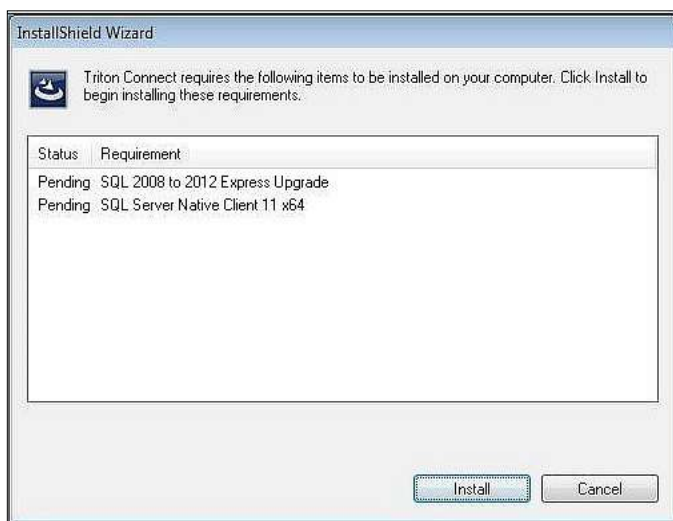 InstallShield Wizard
Triton Connect requires the following items to be installed on your computer. Click Install to
begin installing these requirements.
Status Requirement
Pending SQL 2008 to 2012 Express Upgrade
Pending SQL Server Native Client 11 x64
Install Cancel